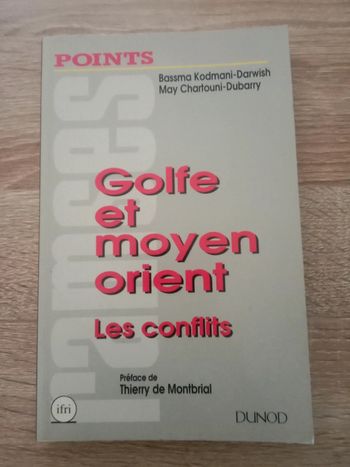 POINTS
Bassma Kodmani-Darwish
May Chartouni-Dubarry
ramses
Golfe
et
moyen
orient
Les conflits
Préface de
Thierry de Montbrial
ifri
DUNOD